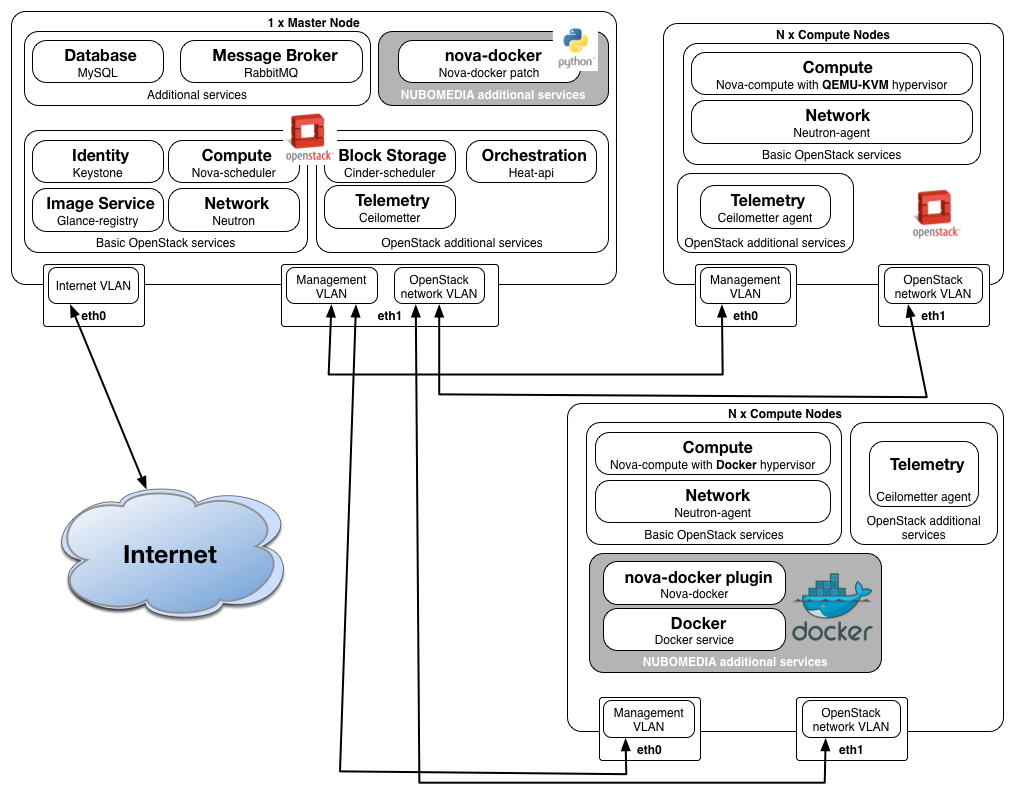 1 x Master Node
Database
MySQL
Message Broker
RabbitMQ
Additional services
nova-docker
Nova-docker patch
python
NUBOMEDIA additional services
Identity
Keystone
Compute
Nova-scheduler
Image Service
Glance-registry
Network
Neutron
Basic OpenStack services
openstack
Block Storage
Cinder-scheduler
Orchestration
Heat-api
Telemetry
Ceilometter
OpenStack additional services
Internet VLAN
eth0
Management
VLAN
OpenStack
network VLAN
eth1
N x Compute Nodes
Compute
Nova-compute with QEMU-KVM hypervisor
Network
Neutron-agent
Basic OpenStack services
Telemetry
Ceilometter agent
OpenStack additional services
openstack
Management
VLAN
eth0
OpenStack
network VLAN
eth1
Internet
N x Compute Nodes
Compute
Nova-compute with Docker hypervisor
Network
Neutron-agent
Basic OpenStack services
Telemetry
Ceilometter agent
OpenStack additional
services
nova-docker plugin
Nova-docker
Docker
Docker service
docker
NUBOMEDIA additional services
Management
VLAN
eth0
OpenStack
network VLAN
eth1